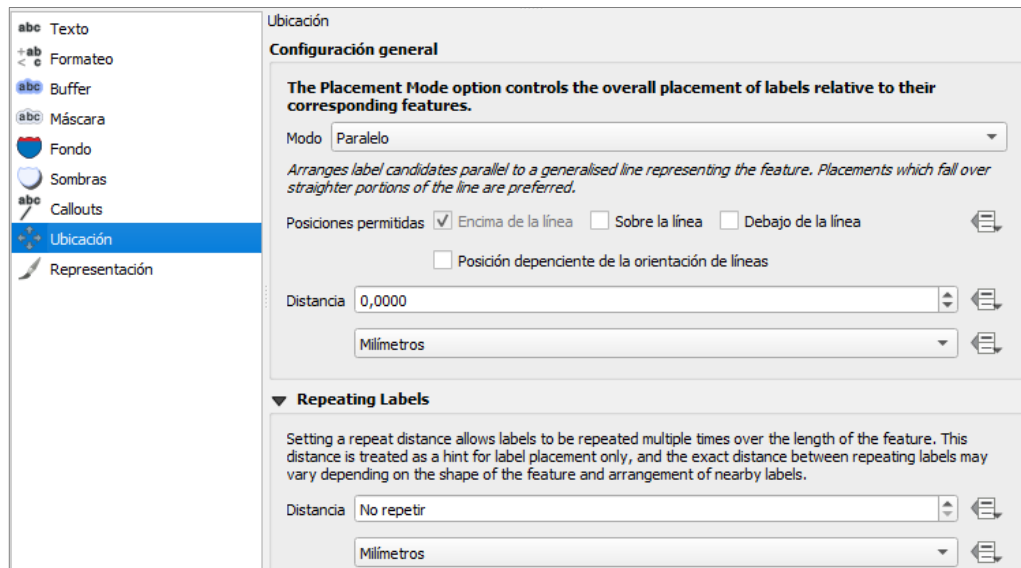 abc Texto
+ab
< c Formateo
abc Buffer
abc Máscara
Fondo
Sombras
abc Callouts
Ubicación
Representación
Ubicación
Configuración general
The Placement Mode option controls the overall placement of labels relative to their
corresponding features.
Modo Paralelo
Arranges label candidates parallel to a generalised line representing the feature. Placements which fall over
straighter portions of the line are preferred.
Posiciones permitidas Encima de la línea Sobre la línea Debajo de la línea
Posición depenciente de la orientación de líneas
Distancia 0,0000
Milímetros
Repeating Labels
Setting a repeat distance allows labels to be repeated multiple times over the length of the feature. This
distance is treated as a hint for label placement only, and the exact distance between repeating labels may
vary depending on the shape of the feature and arrangement of nearby labels.
Distancia No repetir
Milímetros